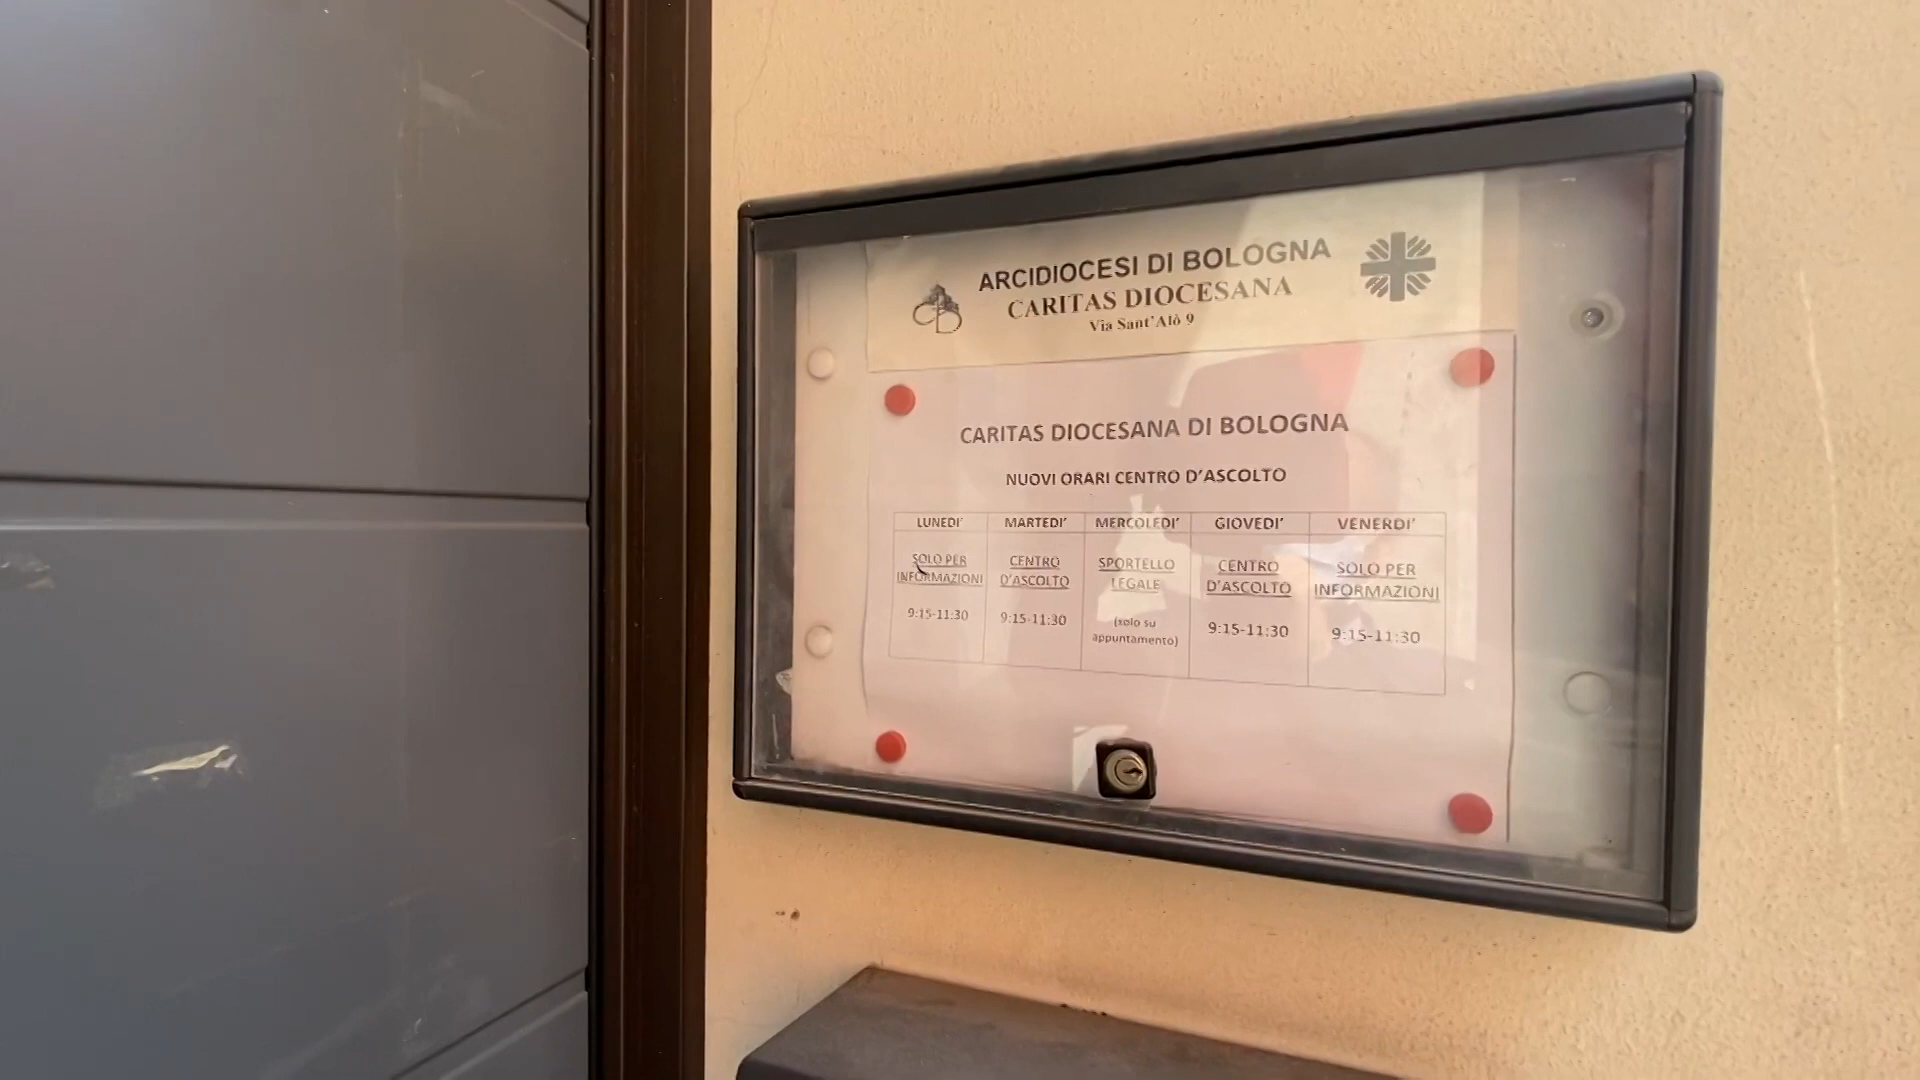 ARCIDIOCESI DI BOLOGNA
CARITAS DIOCESANA
Via Sant'Alò 9
CARITAS DIOCESANA DI BOLOGNA
NUOVI ORARI CENTRO D'ASCOLTO
LUNEDI' MARTEDI' MERCOLEDI' GIOVEDI' VENERDI'
SOLO PER CENTRO SPORTELLO CENTRO SOLO PER
INFORMAZIONI D'ASCOLTO LEGALE D'ASCOLTO INFORMAZIONI
9:15-11:30 9:15-11:30 (solo su 9:15-11:30 9:15-11:30
appuntamento)